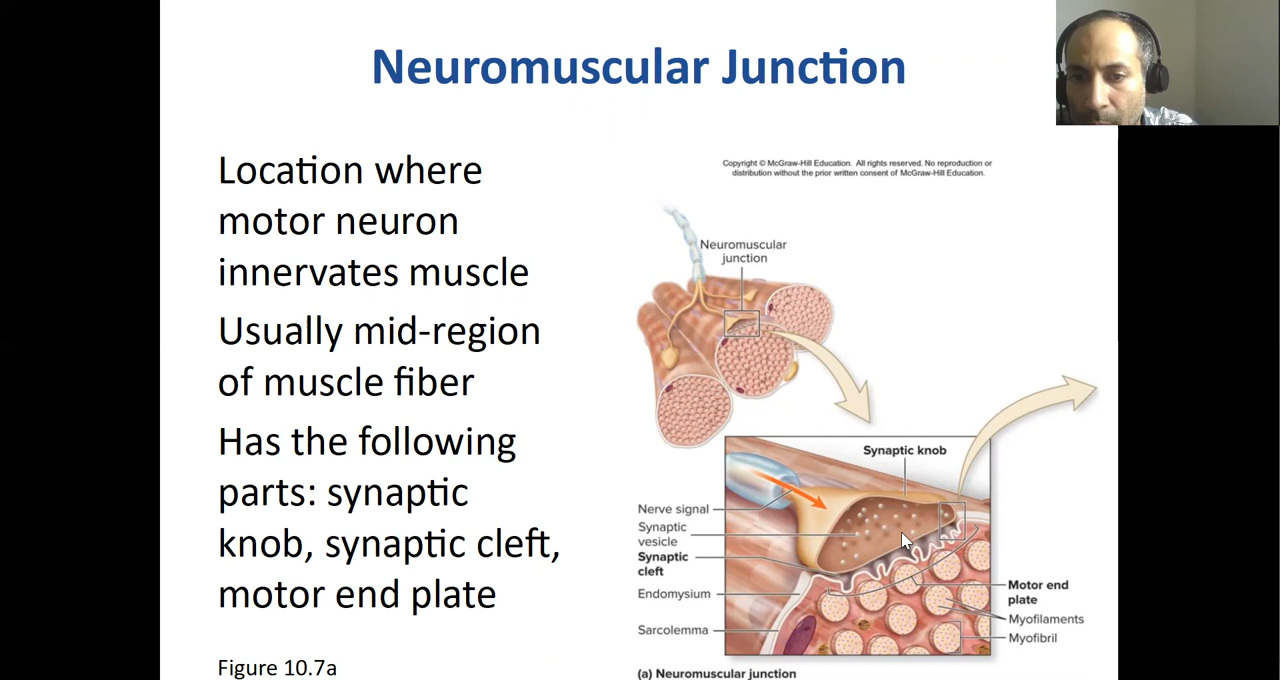 Neuromuscular Junction
Location where
motor neuron
innervates muscle
Usually mid-region
of muscle fiber
Has the following
parts: synaptic
knob, synaptic cleft,
motor end plate
Figure 10.7a
Copyright © McGraw-Hill Education. All rights reserved. No reproduction or
distribution without the prior written consent of McGraw-Hill Education.
Neuromuscular
junction
Synaptic knob
Nerve signal
Synaptic
vesicle
Synaptic
cleft
Endomysium
Sarcolemma
Motor end
plate
Myofilaments
Myofibril
(a) Neuromuscular junction